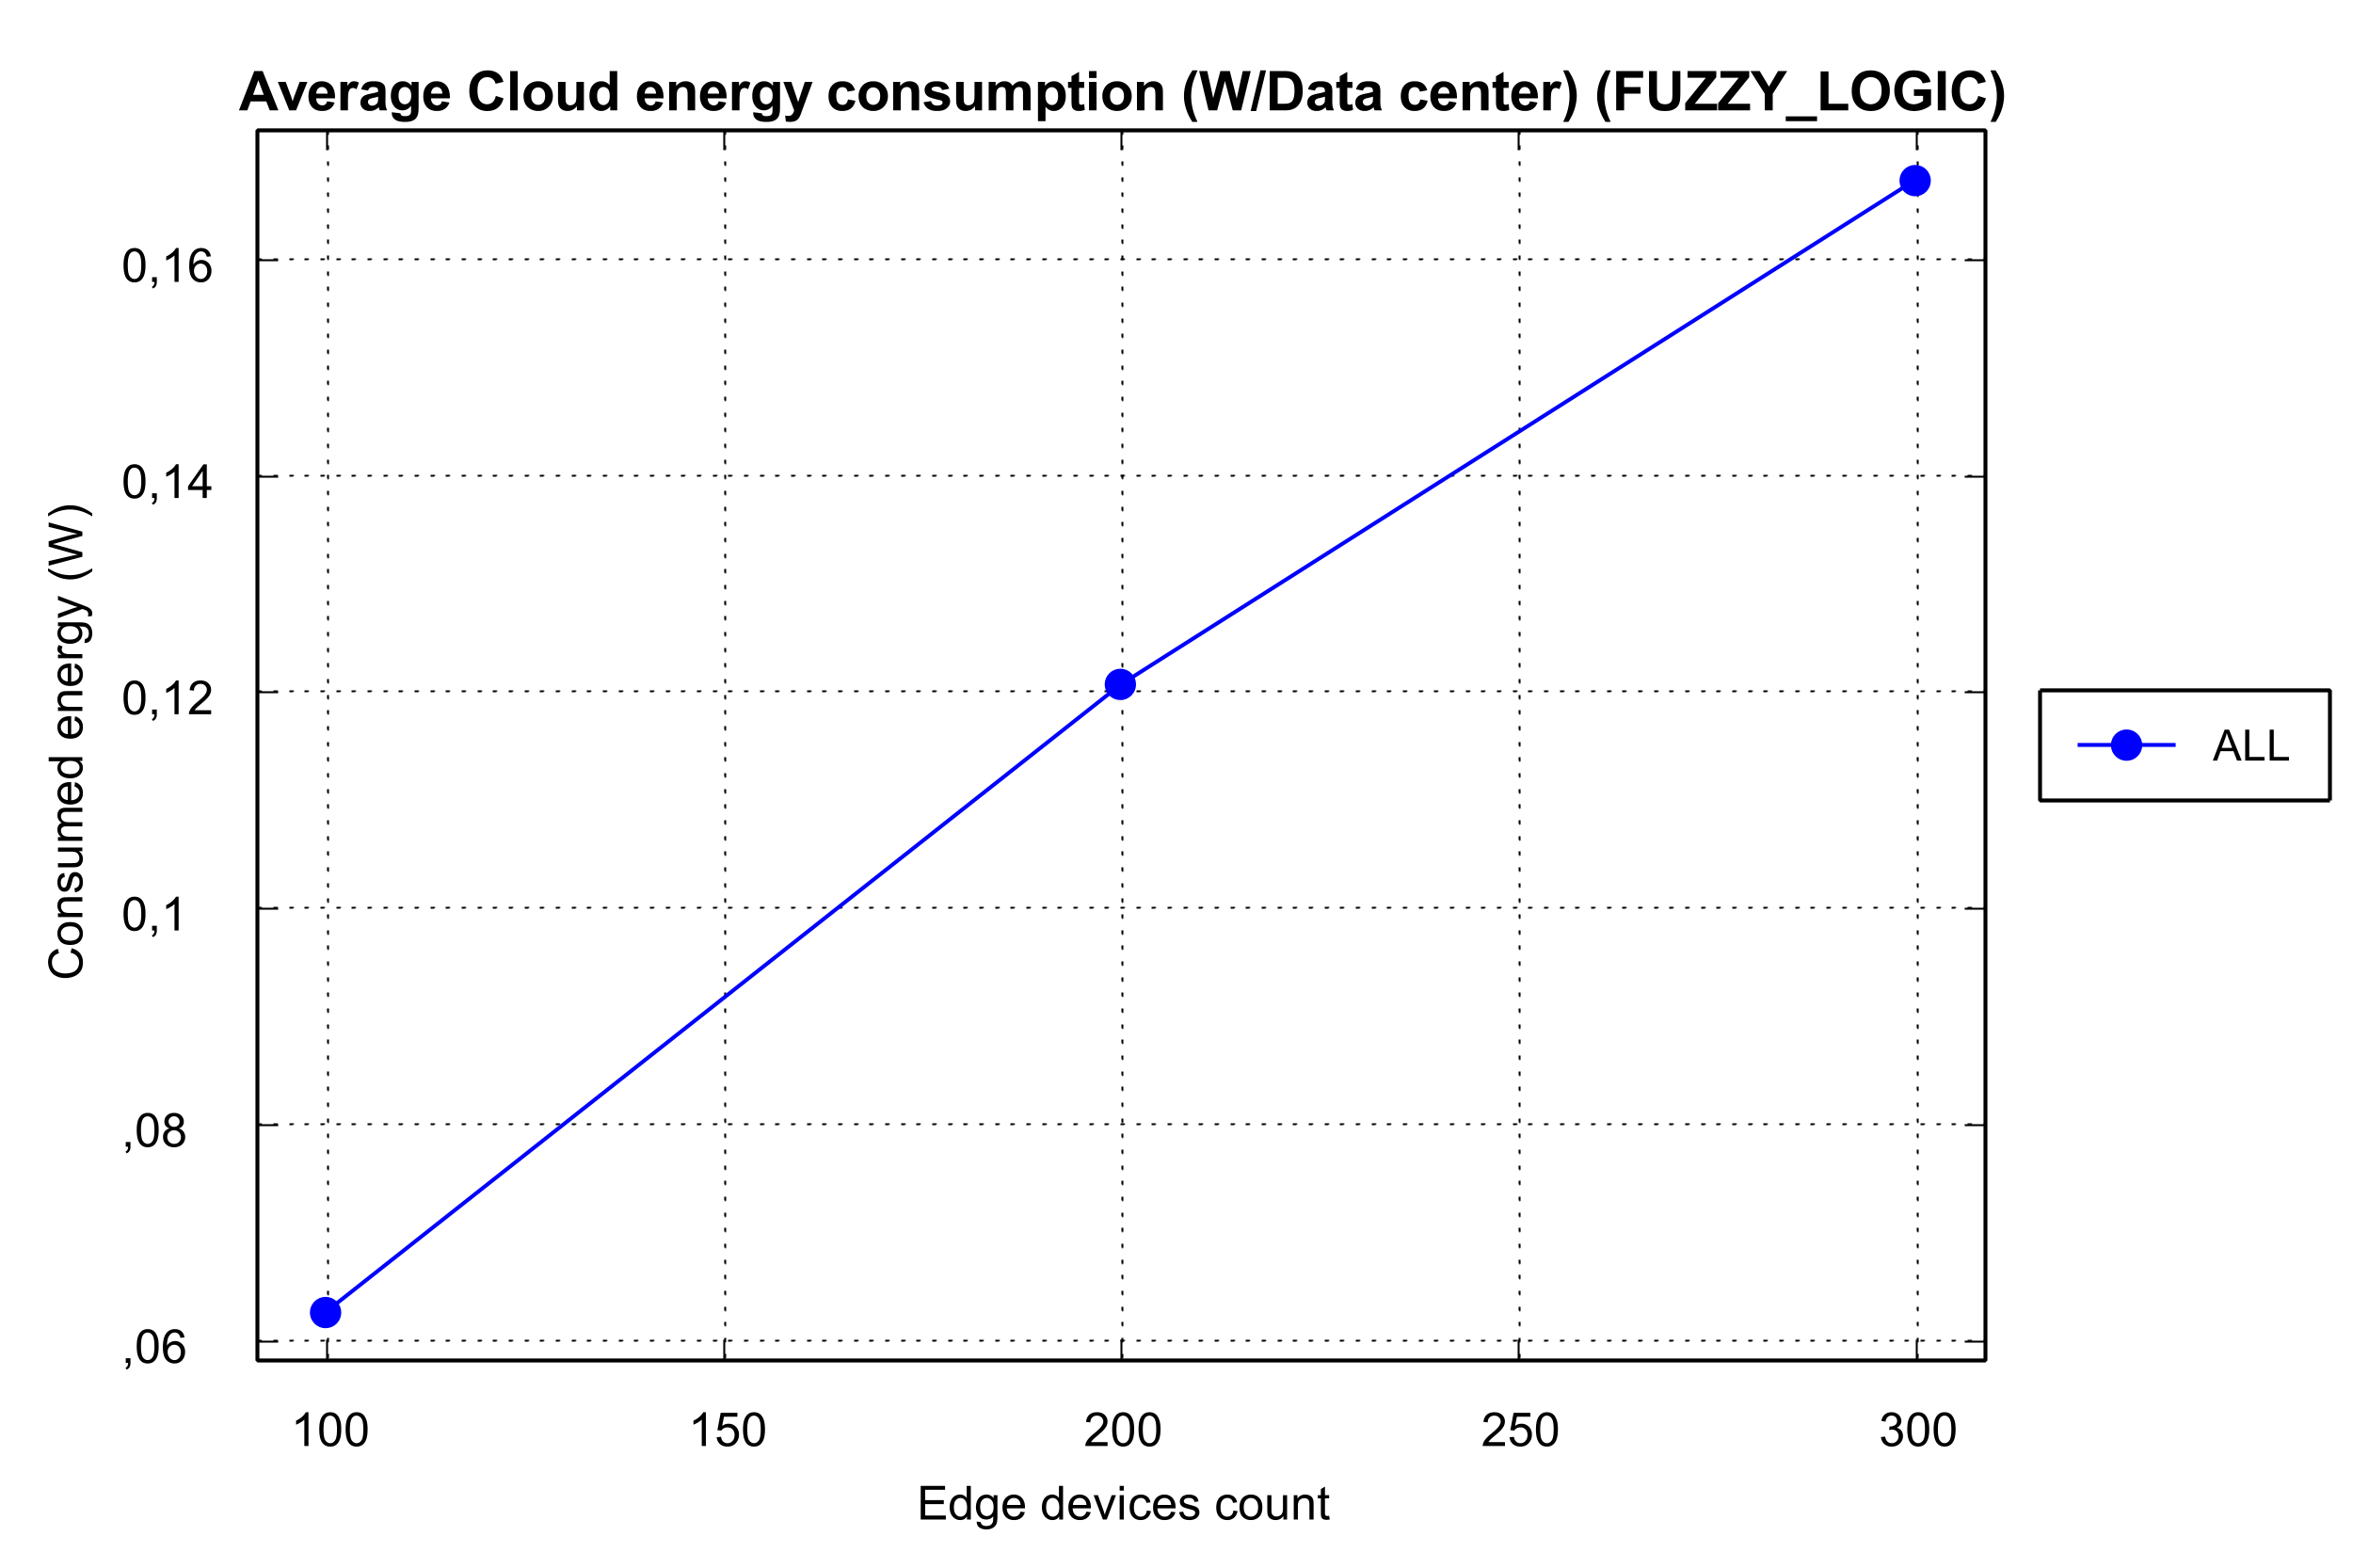 Average Cloud energy consumption (W/Data center) (FUZZY_LOGIC)
0,16
0,14
0,12
0,1
,08
,06
Consumed energy (W)
100 150 200 250 300
Edge devices count
ALL